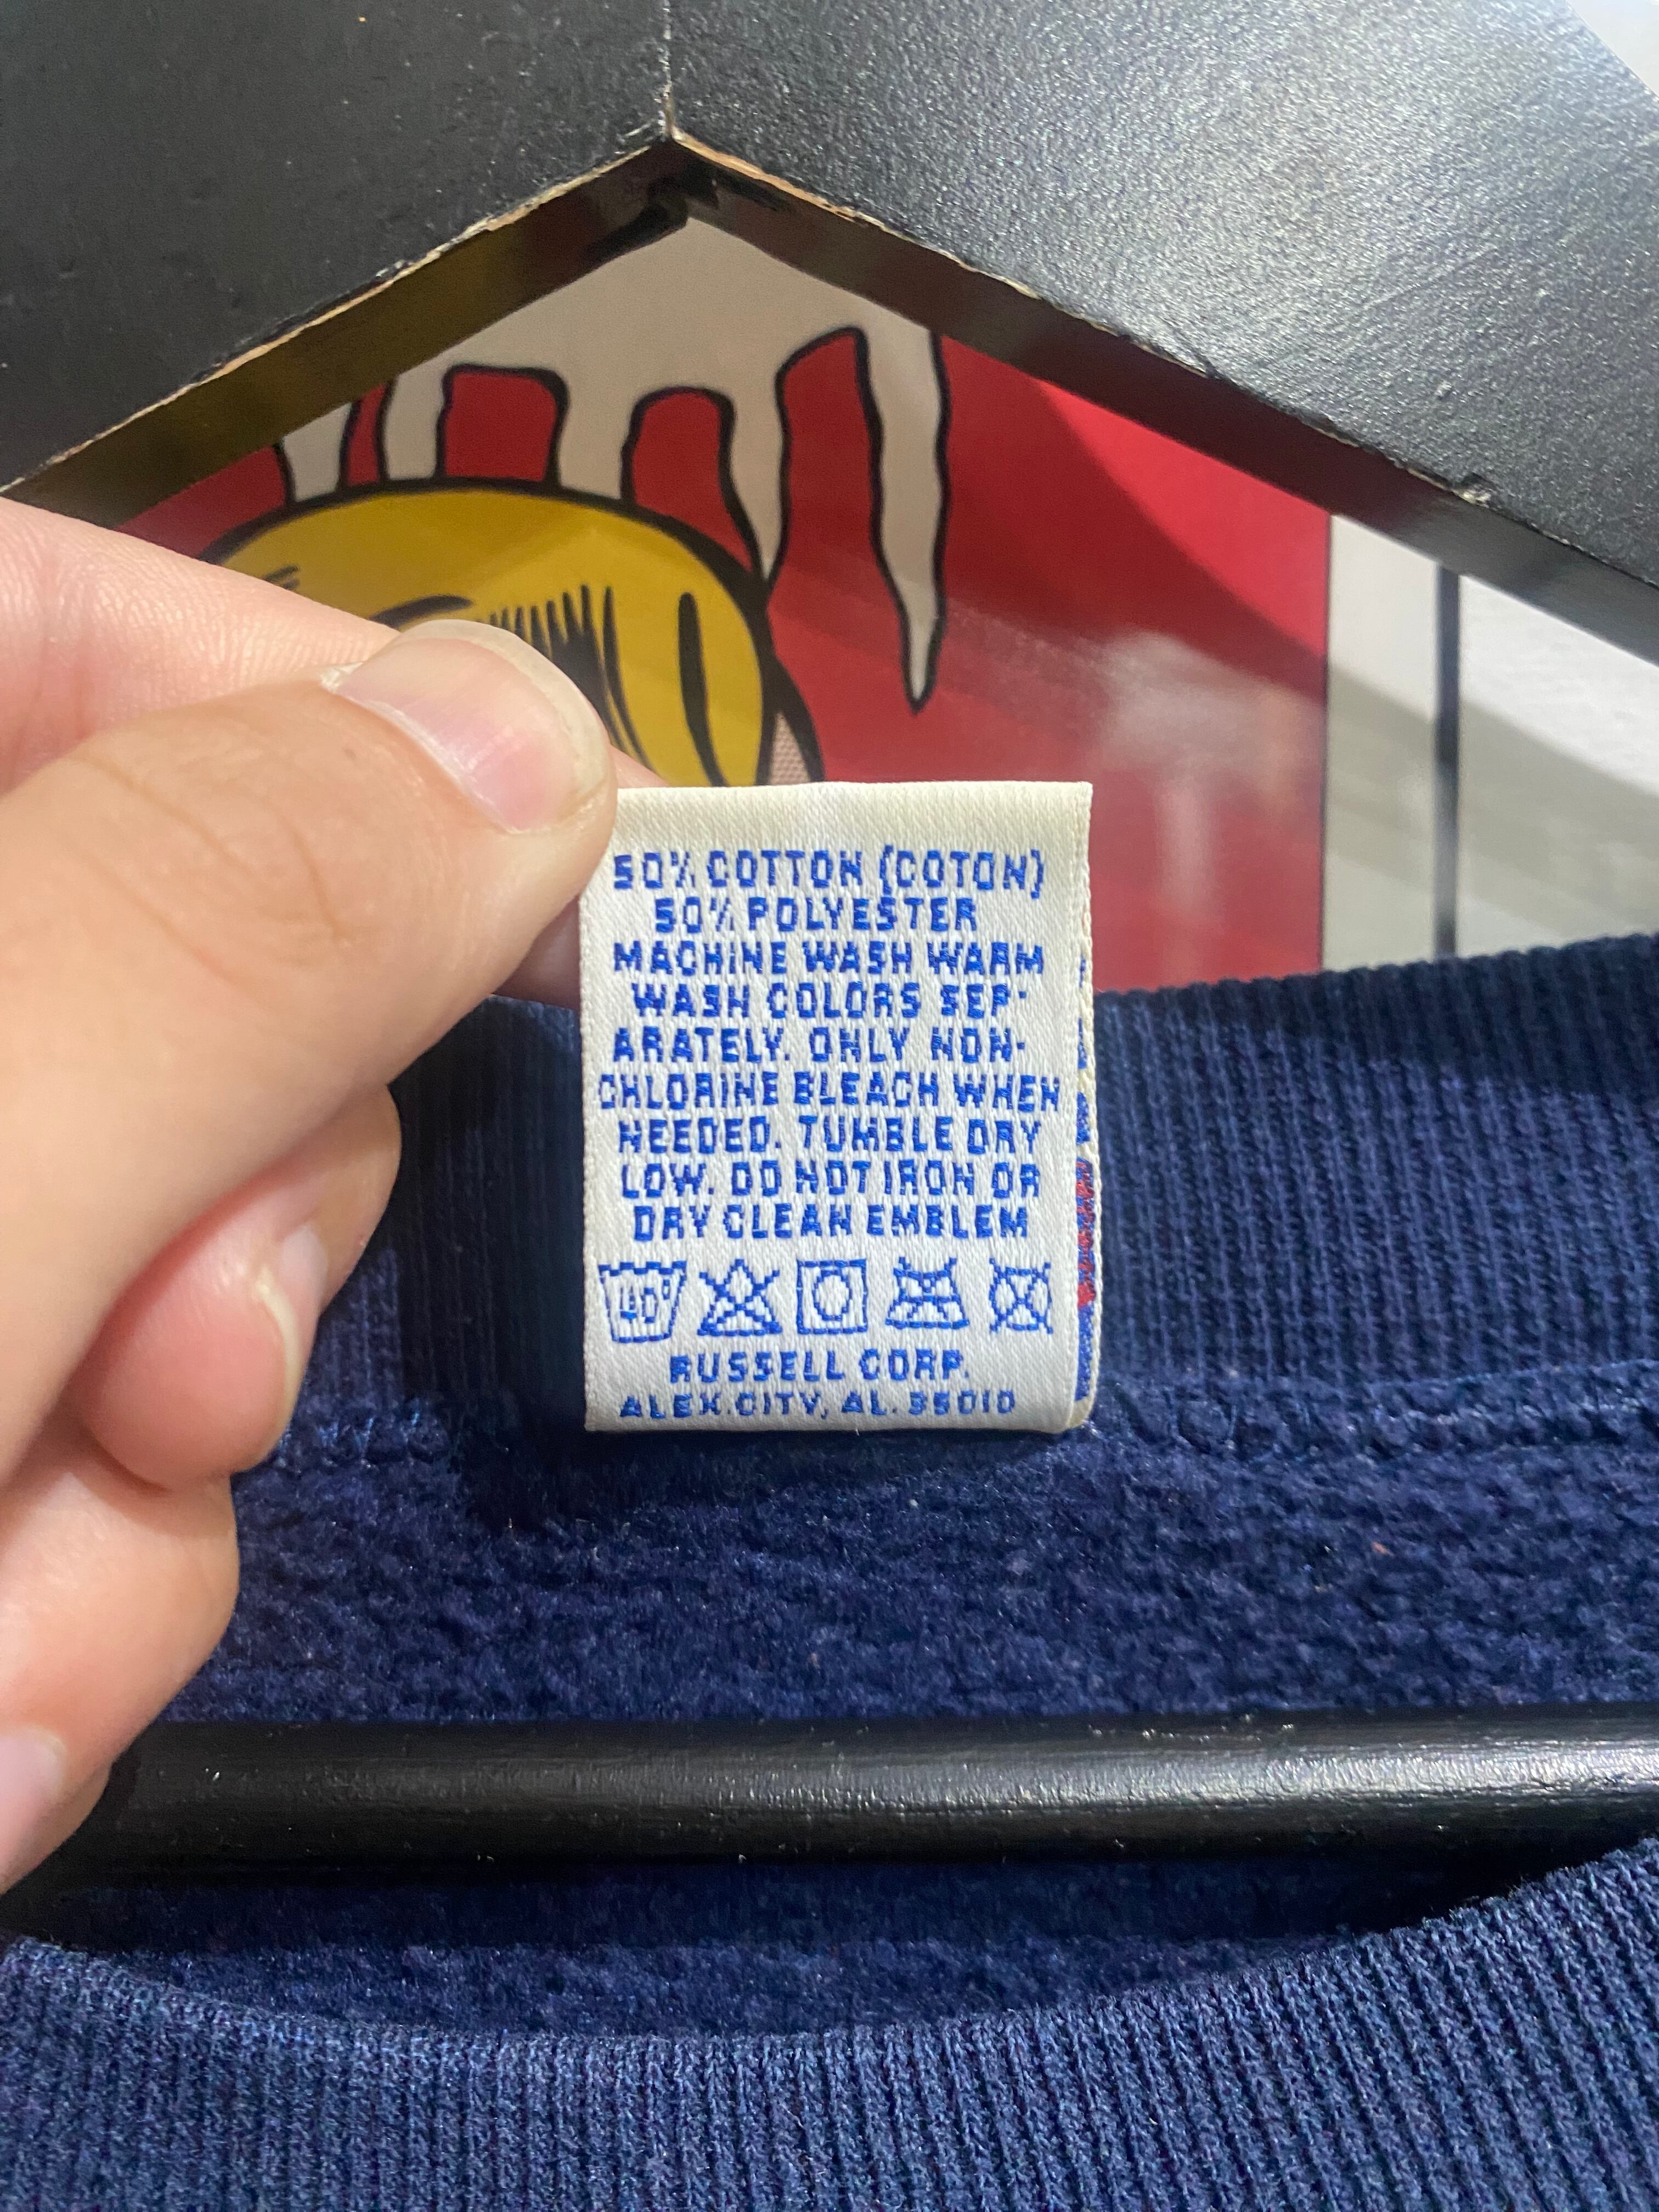 50% COTTON (COTON)
50% POLYESTER
MACHINE WASH WARM
WASH COLORS SEP-
ARATELY. ONLY NON-
CHLORINE BLEACH WHEN
NEEDED. TUMBLE DRY
LOW. DO NOT IRON OR
DRY CLEAN EMBLEM
40°
RUSSELL CORP.
ALEX.CITY, AL. 35010